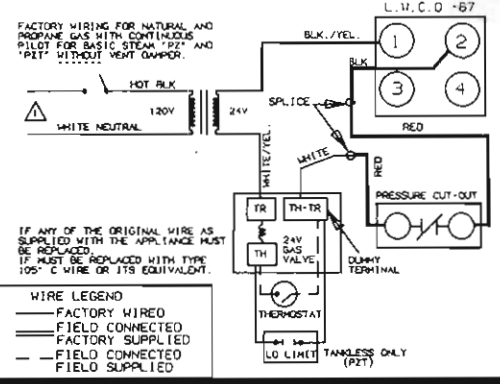 L.W.C.O -67
FACTORY WIRING FOR NATURAL AND
PROPANE GAS WITH CONTINUOUS
PILOT FOR BASIC STEAM "PZ" AND
"PZT" WITHOUT VENT DAMPER.
BLK./YEL.
1
2
BLK
3
4
HOT BLK
120V
24V
1
WHITE NEUTRAL
SPLICE
RED
WHITE/YEL.
WHITE
RED
PRESSURE CUT-OUT
TR
TH-TR
24V
GAS
VALVE
TH
DUMMY
TERMINAL
IF ANY OF THE ORIGINAL WIRE AS
SUPPLIED WITH THE APPLIANCE MUST
BE REPLACED.
IF MUST BE REPLACED WITH TYPE
105° C WIRE OR ITS EQUIVALENT.
THERMOSTAT
LO LIMIT
TANKLESS ONLY
(PZT)
WIRE LEGEND
FACTORY WIRED
FIELD CONNECTED
FACTORY SUPPLIED
FIELD CONNECTED
FIELD SUPPLIED